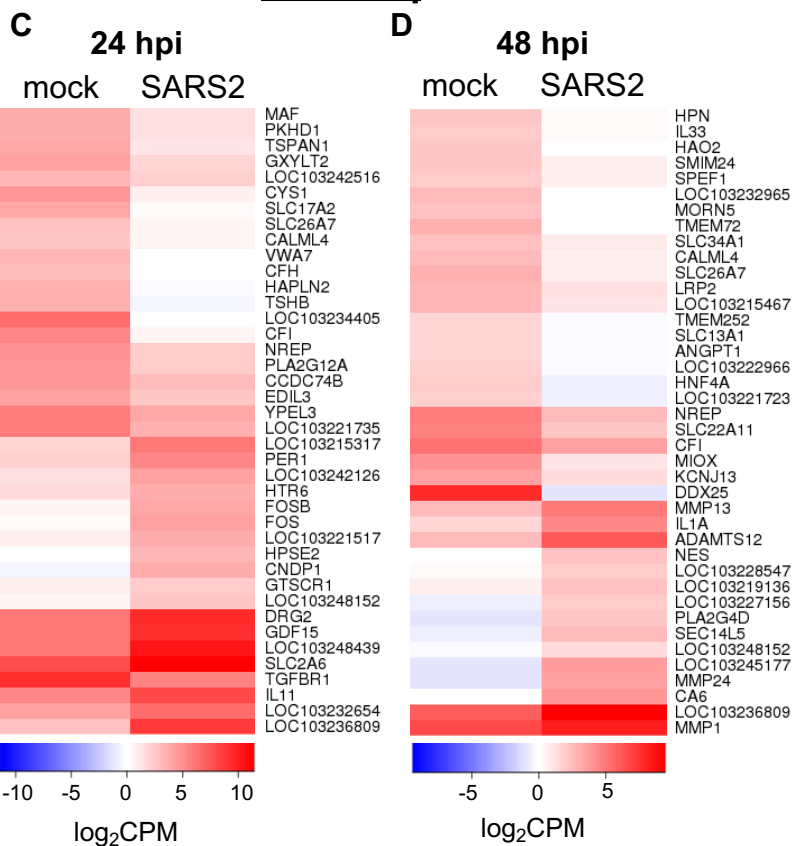 C
24 hpi
mock SARS2
MAF
PKHD1
TSPAN1
GXYLT2
LOC103242516
CYS1
SLC17A2
SLC26A7
CALML4
VWA7
CFH
HAPLN2
TSHB
LOC103234405
CFI
NREP
PLA2G12A
CCDC74B
EDIL3
YPEL3
LOC103221735
LOC103215317
PER1
LOC103242126
HTR6
FOSB
FOS
LOC103221517
HPSE2
CNDP1
GTSCR1
LOC103248152
DRG2
GDF15
LOC103248439
SLC2A6
TGFBR1
IL11
LOC103232654
LOC103236809
-10 -5 0 5 10
log₂CPM
D
48 hpi
mock SARS2
HPN
IL33
HAO2
SMIM24
SPEF1
LOC103232965
MORN5
TMEM72
SLC34A1
CALML4
SLC26A7
LRP2
LOC103215467
TMEM252
SLC13A1
ANGPT1
LOC103222966
HNF4A
LOC103221723
NREP
SLC22A11
CFI
MIOX
KCNJ13
DDX25
MMP13
IL1A
ADAMTS12
NES
LOC103228547
LOC103219136
LOC103227156
PLA2G4D
SEC14L5
LOC103248152
LOC103245177
MMP24
CA6
LOC103236809
MMP1
-5 0 5
log₂CPM